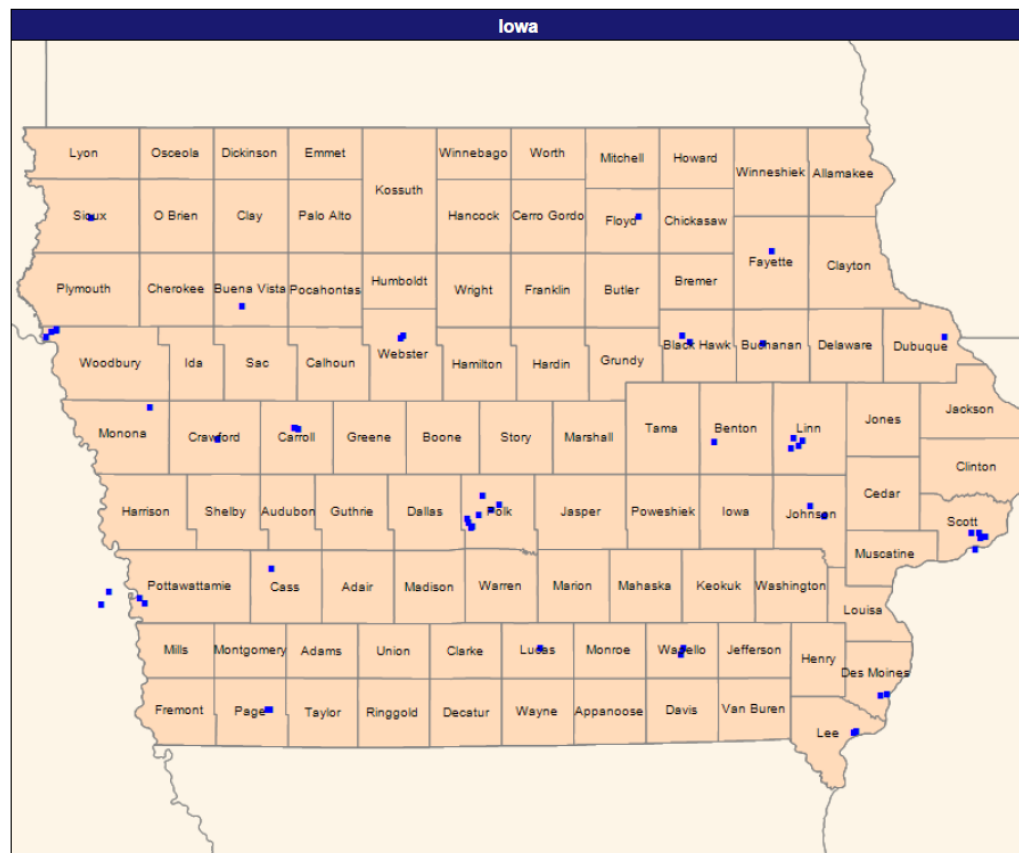 Iowa
Lyon
Osceola
Dickinson
Emmet
Kossuth
Winnebago
Worth
Mitchell
Howard
Winneshiek
Allamakee
Sioux
O Brien
Clay
Palo Alto
Hancock
Cerro Gordo
Floyd
Chickasaw
Fayette
Clayton
Plymouth
Cherokee
Buena Vista
Pocahontas
Humboldt
Wright
Franklin
Butler
Bremer
Woodbury
Ida
Sac
Calhoun
Webster
Hamilton
Hardin
Grundy
Black Hawk
Buchanan
Delaware
Dubuque
Monona
Crawford
Carroll
Greene
Boone
Story
Marshall
Tama
Benton
Linn
Jones
Jackson
Clinton
Harrison
Shelby
Audubon
Guthrie
Dallas
Polk
Jasper
Poweshiek
Iowa
Johnson
Cedar
Scott
Muscatine
Pottawattamie
Cass
Adair
Madison
Warren
Marion
Mahaska
Keokuk
Washington
Louisa
Mills
Montgomery
Adams
Union
Clarke
Lucas
Monroe
Wapello
Jefferson
Henry
Des Moines
Fremont
Page
Taylor
Ringgold
Decatur
Wayne
Appanoose
Davis
Van Buren
Lee